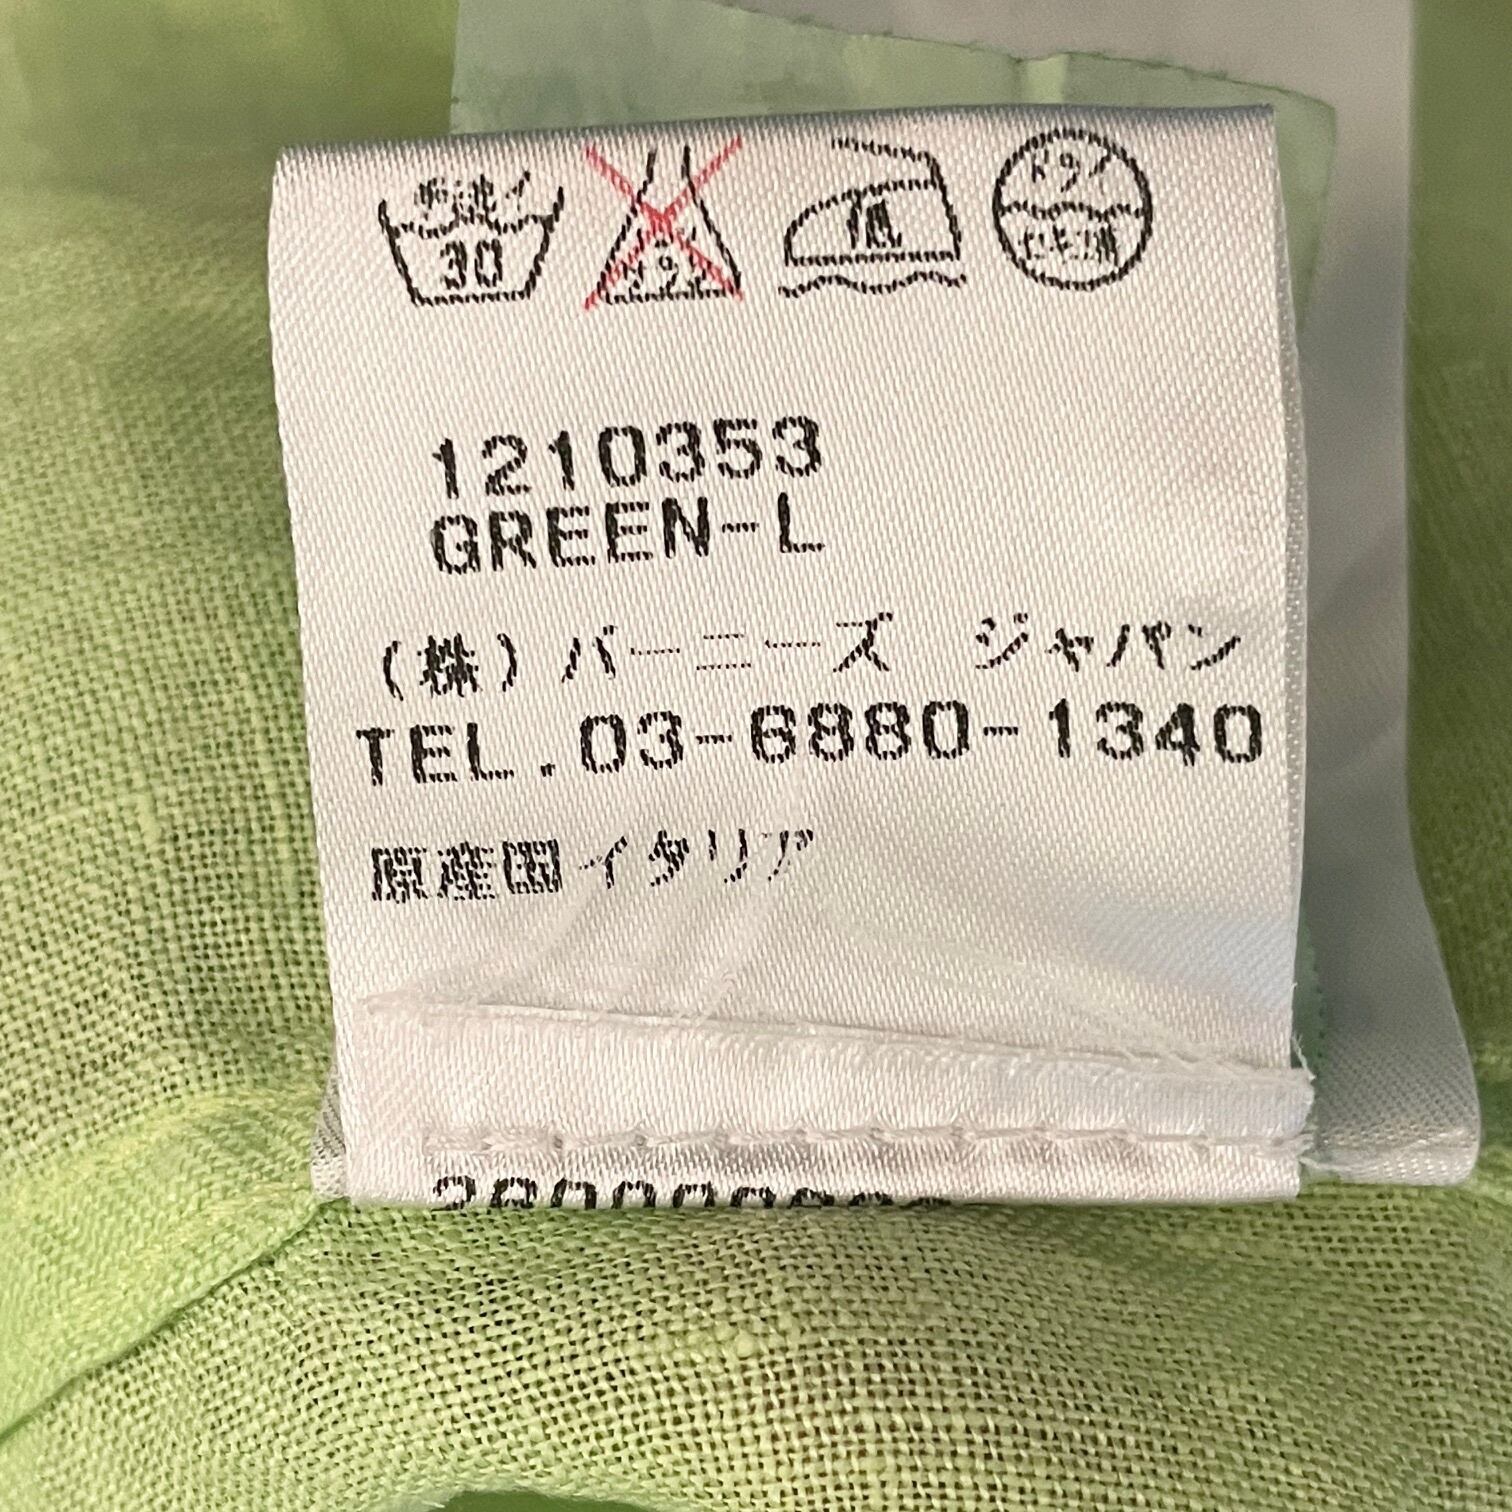 手洗イ
30
中
ドライ
セキユ系
1210353
GREEN-L
(株)バーニーズ ジャパン
TEL.03-6880-1340
原産国イタリア